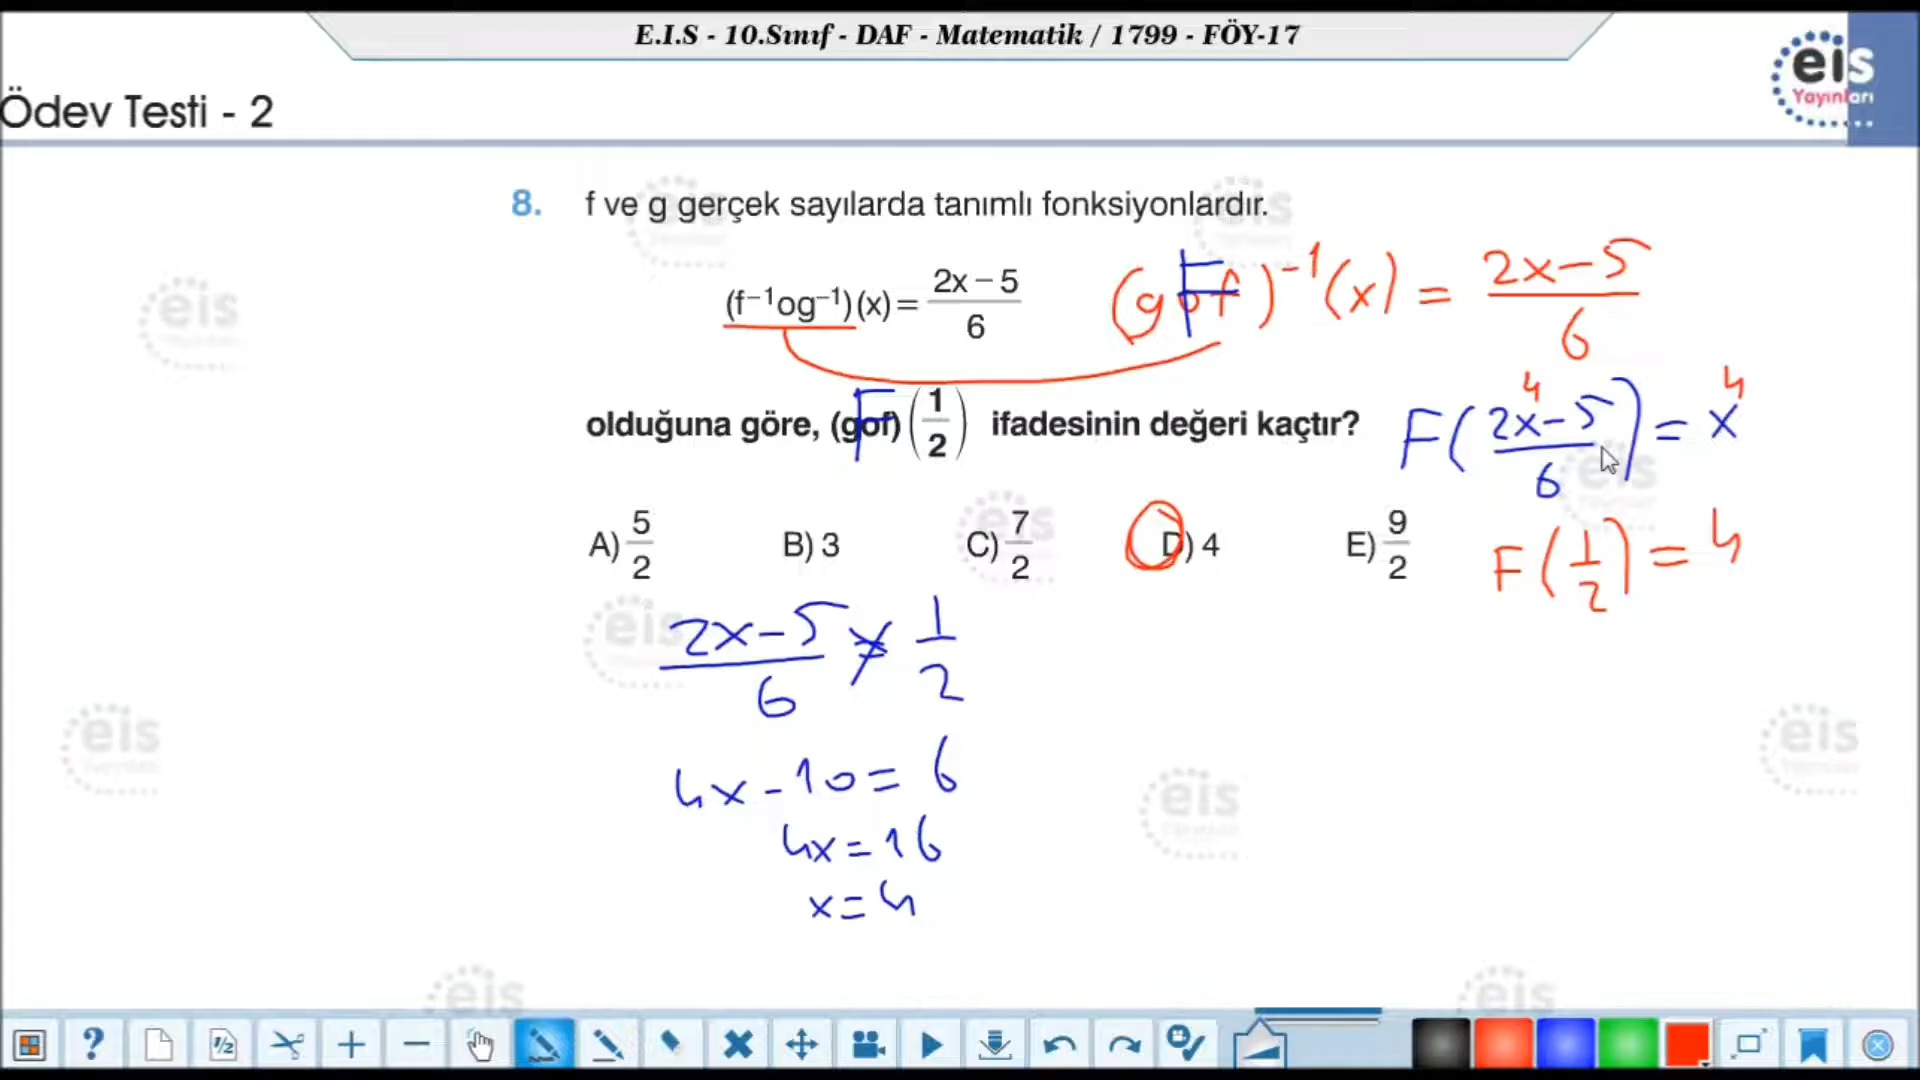 E.I.S - 10.Sınıf - DAF - Matematik / 1799 - FÖY-17
eis
Yayınları
Ödev Testi - 2
8. f ve g gerçek sayılarda tanımlı fonksiyonlardır.
(f⁻¹og⁻¹)(x) = (2x − 5)/6
(gof)⁻¹(x) = (2x−5)/6
F
olduğuna göre, (gof)(1/2) ifadesinin değeri kaçtır?
F
F((2x−5)/6) = x
4 4
A) 5/2 B) 3 C) 7/2 D) 4 E) 9/2
F(1/2) = 4
(2x−5)/6 = 1/2
4x − 10 = 6
4x = 16
x = 4